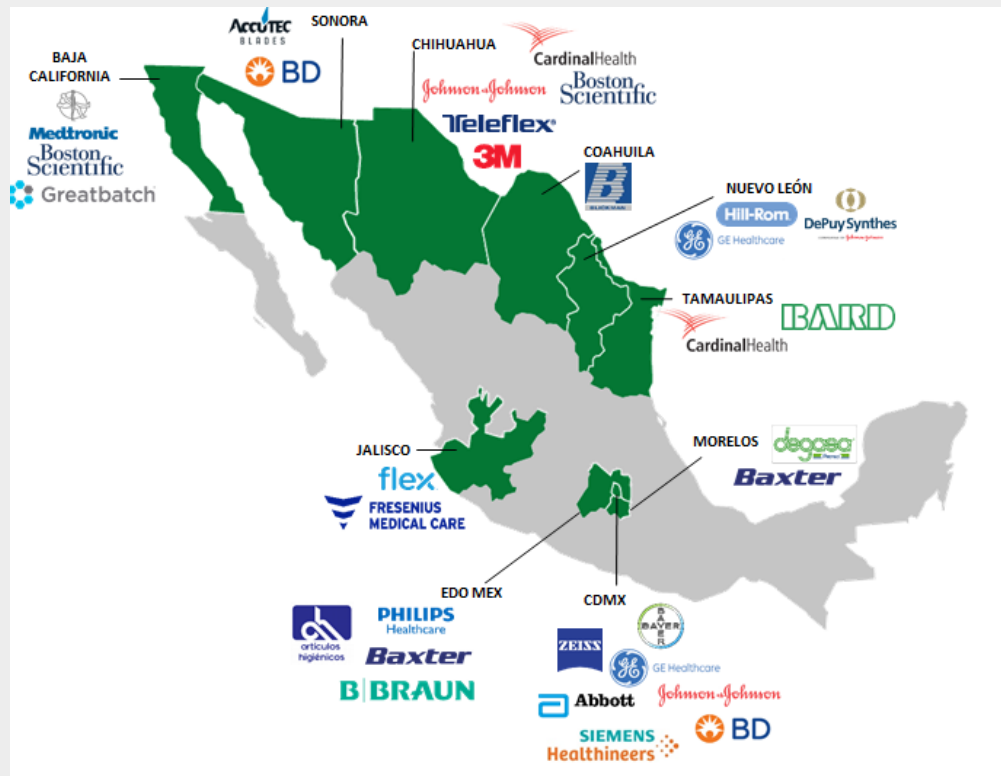 BAJA
CALIFORNIA
Medtronic
Boston
Scientific
Greatbatch
ACCUTEC
BLADES
BD
SONORA
CHIHUAHUA
CardinalHealth
Johnson & Johnson
Boston
Scientific
Teleflex®
3M
COAHUILA
B
NUEVO LEÓN
Hill-Rom
DePuySynthes
GE Healthcare
TAMAULIPAS
BARD
CardinalHealth
JALISCO
flex
FRESENIUS
MEDICAL CARE
MORELOS
degasa
Baxter
EDO MEX
artículos
higiénicos
PHILIPS
Healthcare
Baxter
B|BRAUN
CDMX
BAYER
BAYER
ZEISS
GE Healthcare
Abbott
Johnson & Johnson
BD
SIEMENS
Healthineers